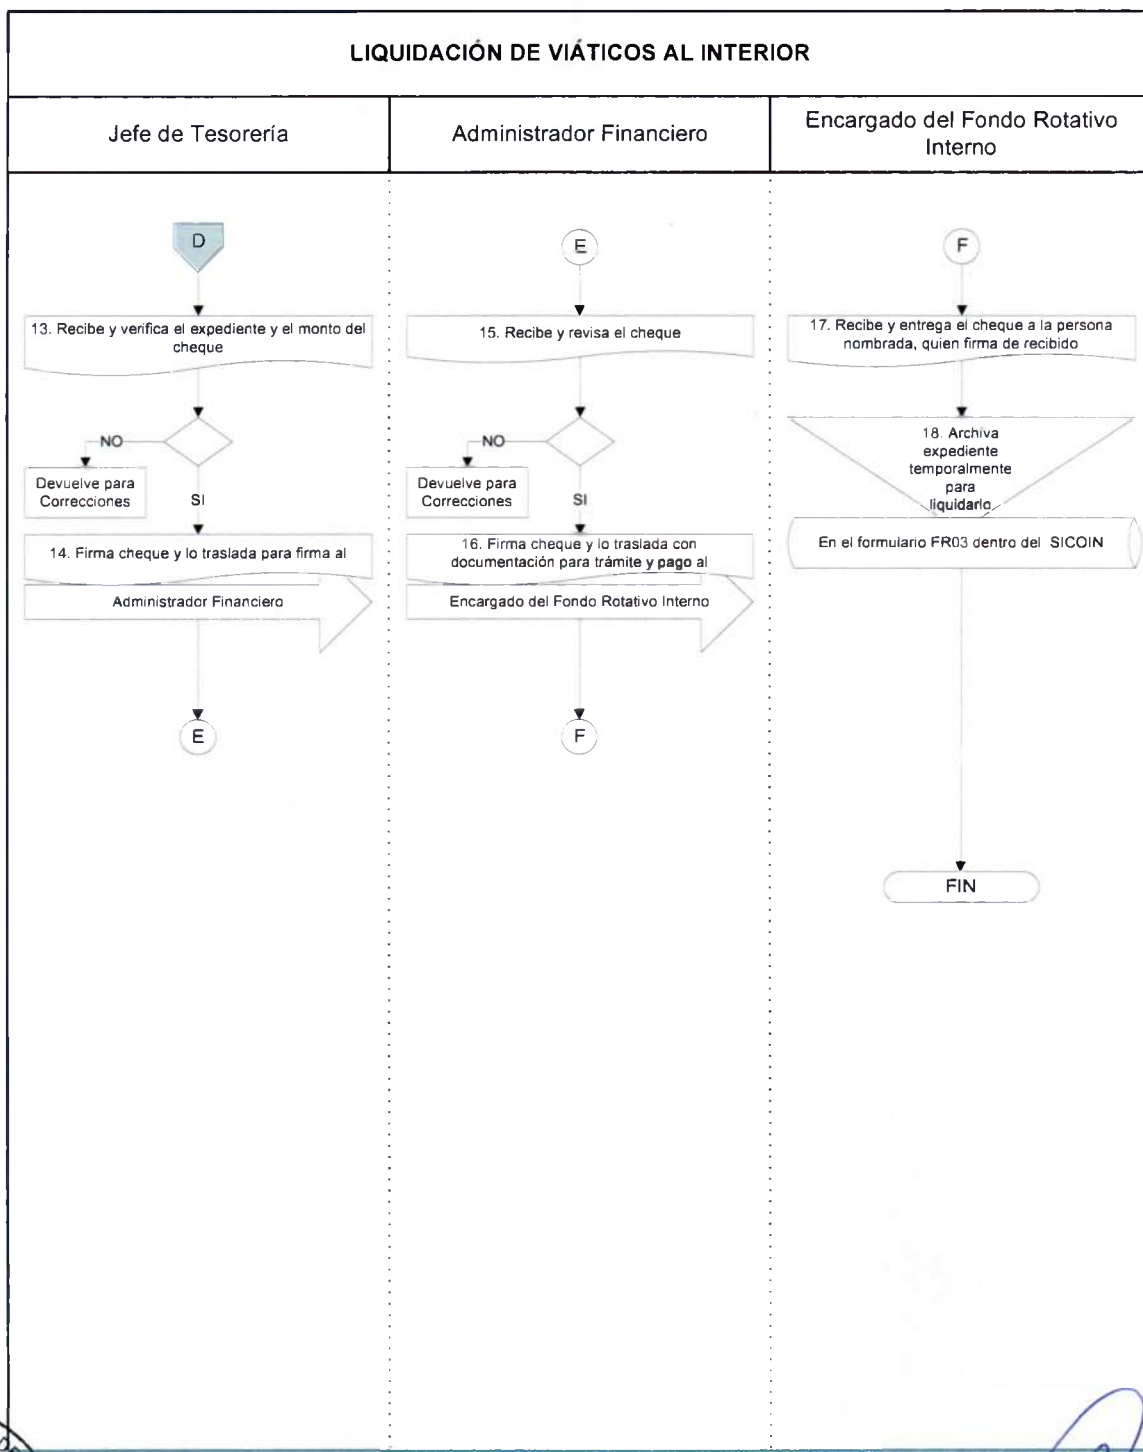 LIQUIDACIÓN DE VIÁTICOS AL INTERIOR
Jefe de Tesorería
Administrador Financiero
Encargado del Fondo Rotativo
Interno
D
13. Recibe y verifica el expediente y el monto del
cheque
NO
Devuelve para
Correcciones
SI
14. Firma cheque y lo traslada para firma al
Administrador Financiero
E
E
15. Recibe y revisa el cheque
NO
Devuelve para
Correcciones
SI
16. Firma cheque y lo traslada con
documentación para trámite y pago al
Encargado del Fondo Rotativo Interno
F
F
17. Recibe y entrega el cheque a la persona
nombrada, quien firma de recibido
18. Archiva
expediente
temporalmente
para
liquidarlo
En el formulario FR03 dentro del SICOIN
FIN